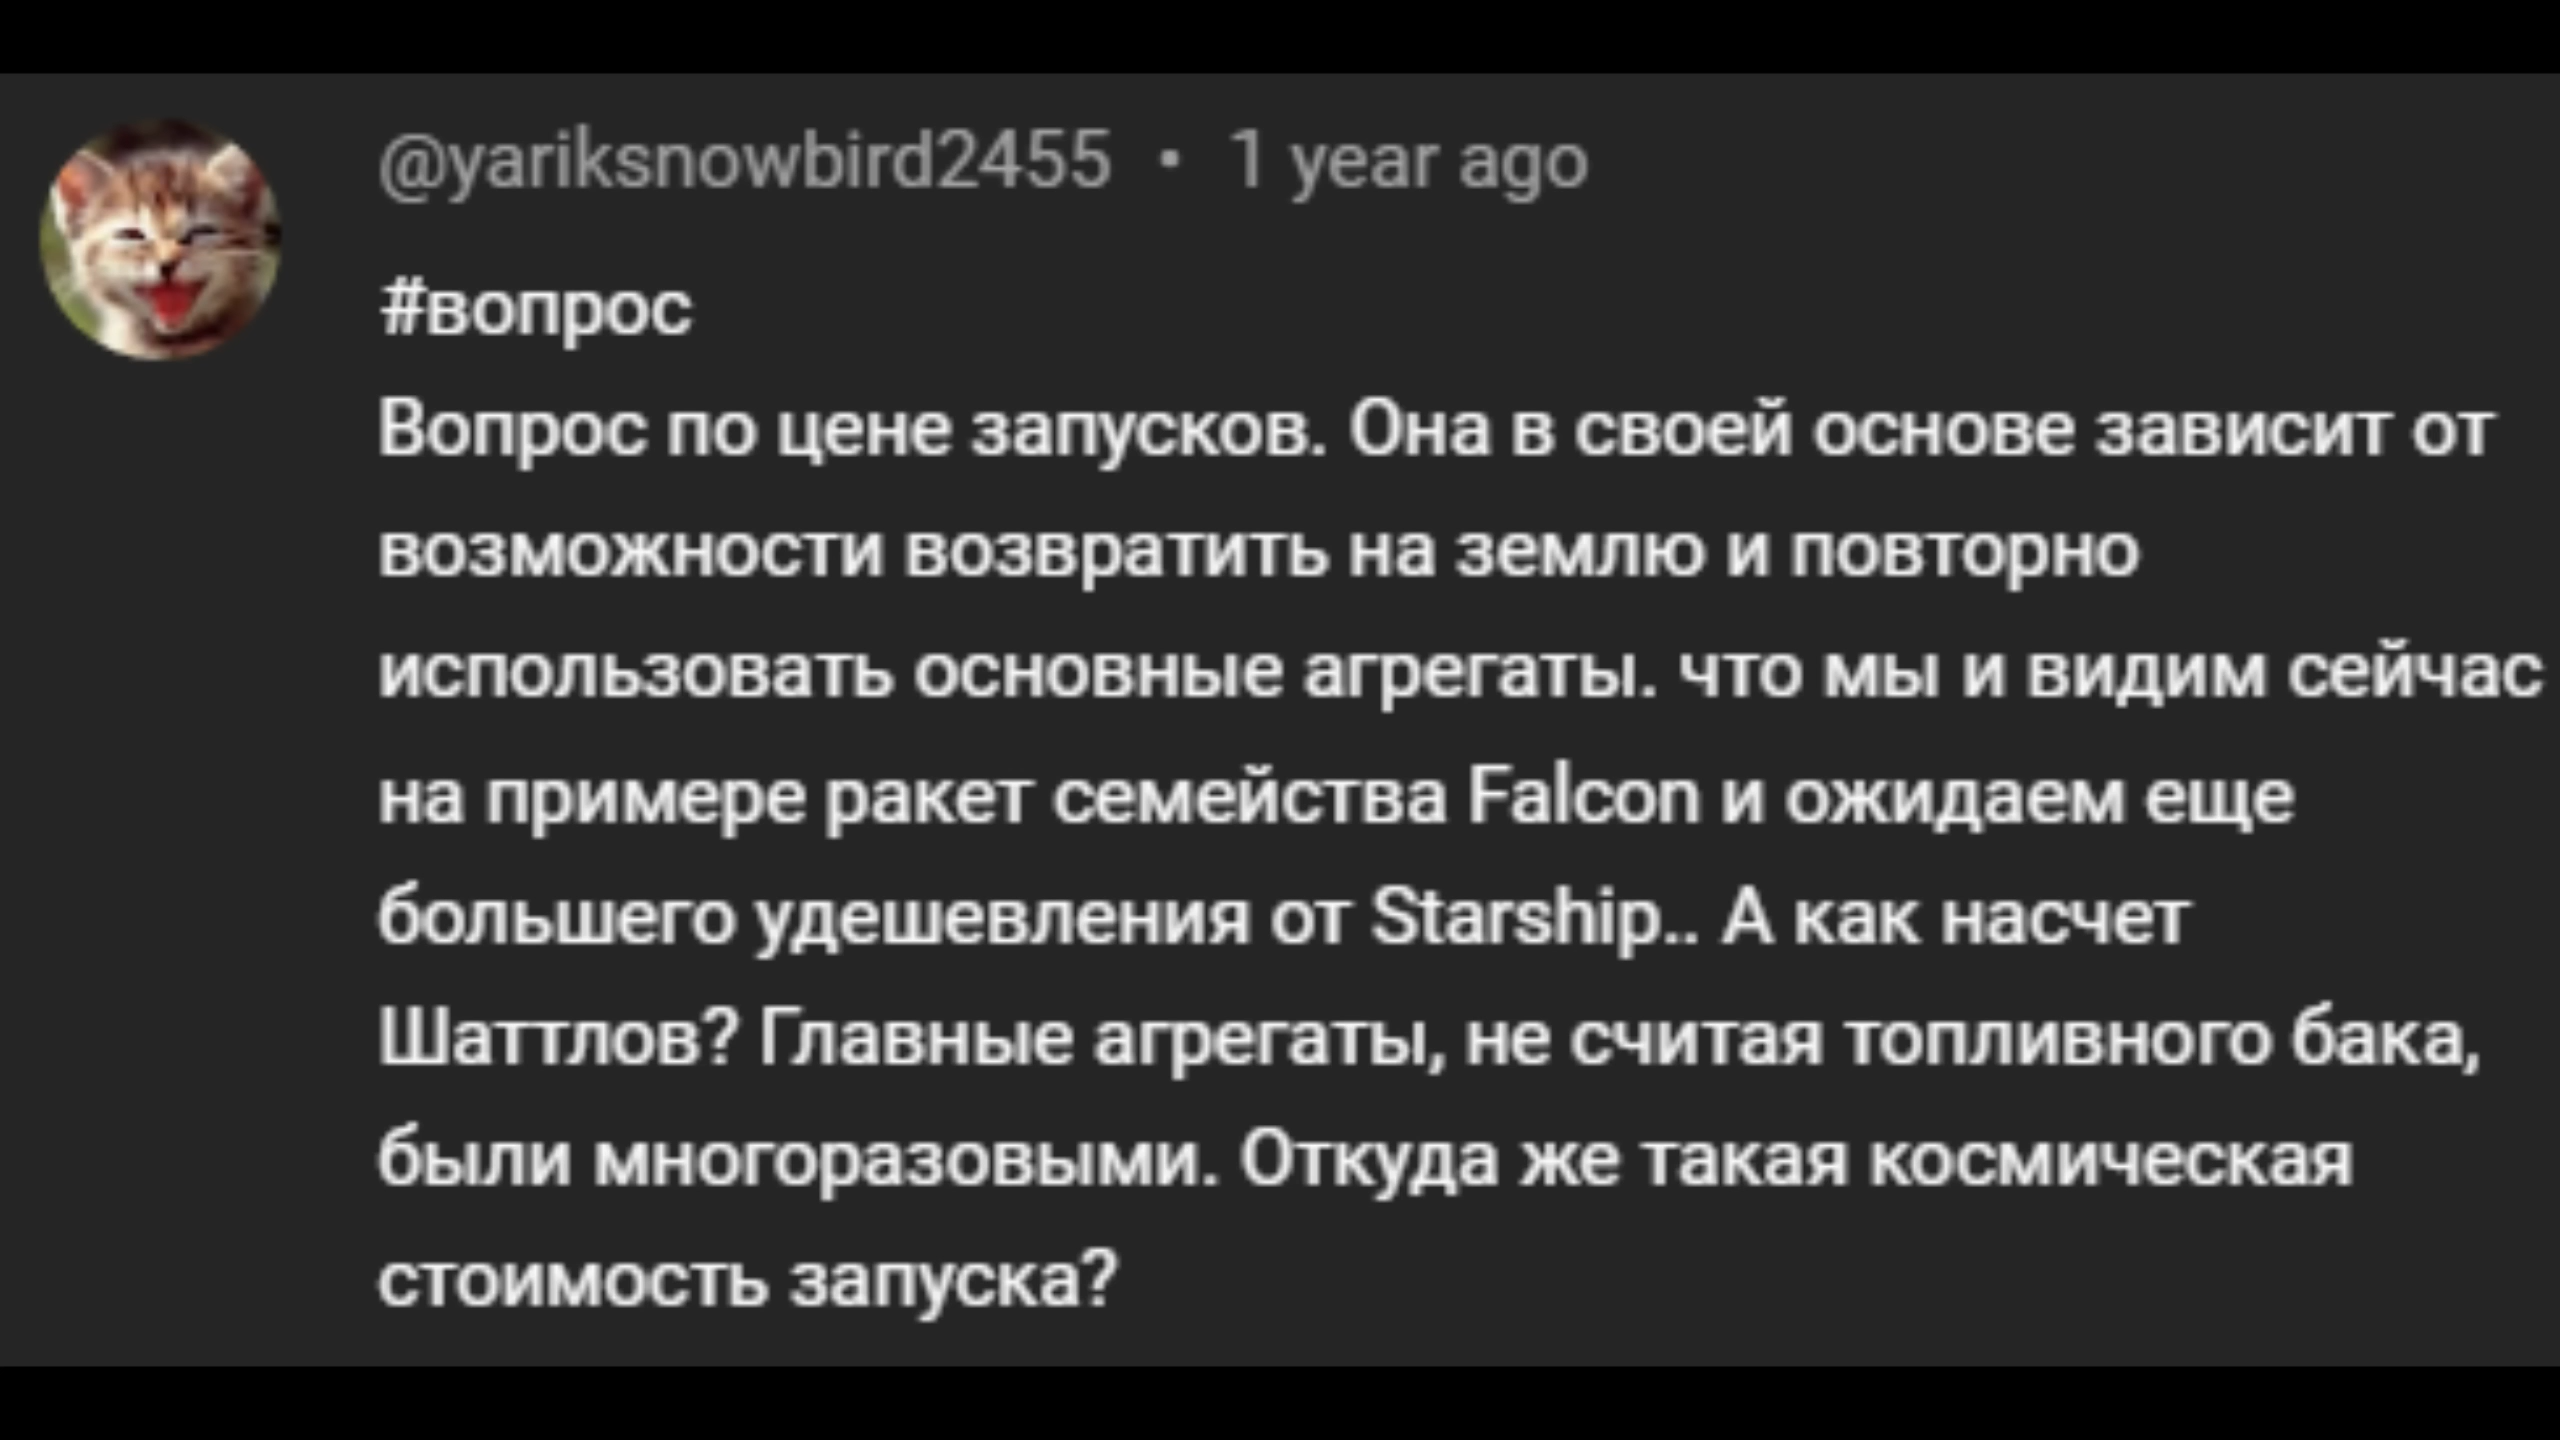 @yariksnowbird2455 • 1 year ago
#вопрос
Вопрос по цене запусков. Она в своей основе зависит от
возможности возвратить на землю и повторно
использовать основные агрегаты. что мы и видим сейчас
на примере ракет семейства Falcon и ожидаем еще
большего удешевления от Starship.. А как насчет
Шаттлов? Главные агрегаты, не считая топливного бака,
были многоразовыми. Откуда же такая космическая
стоимость запуска?